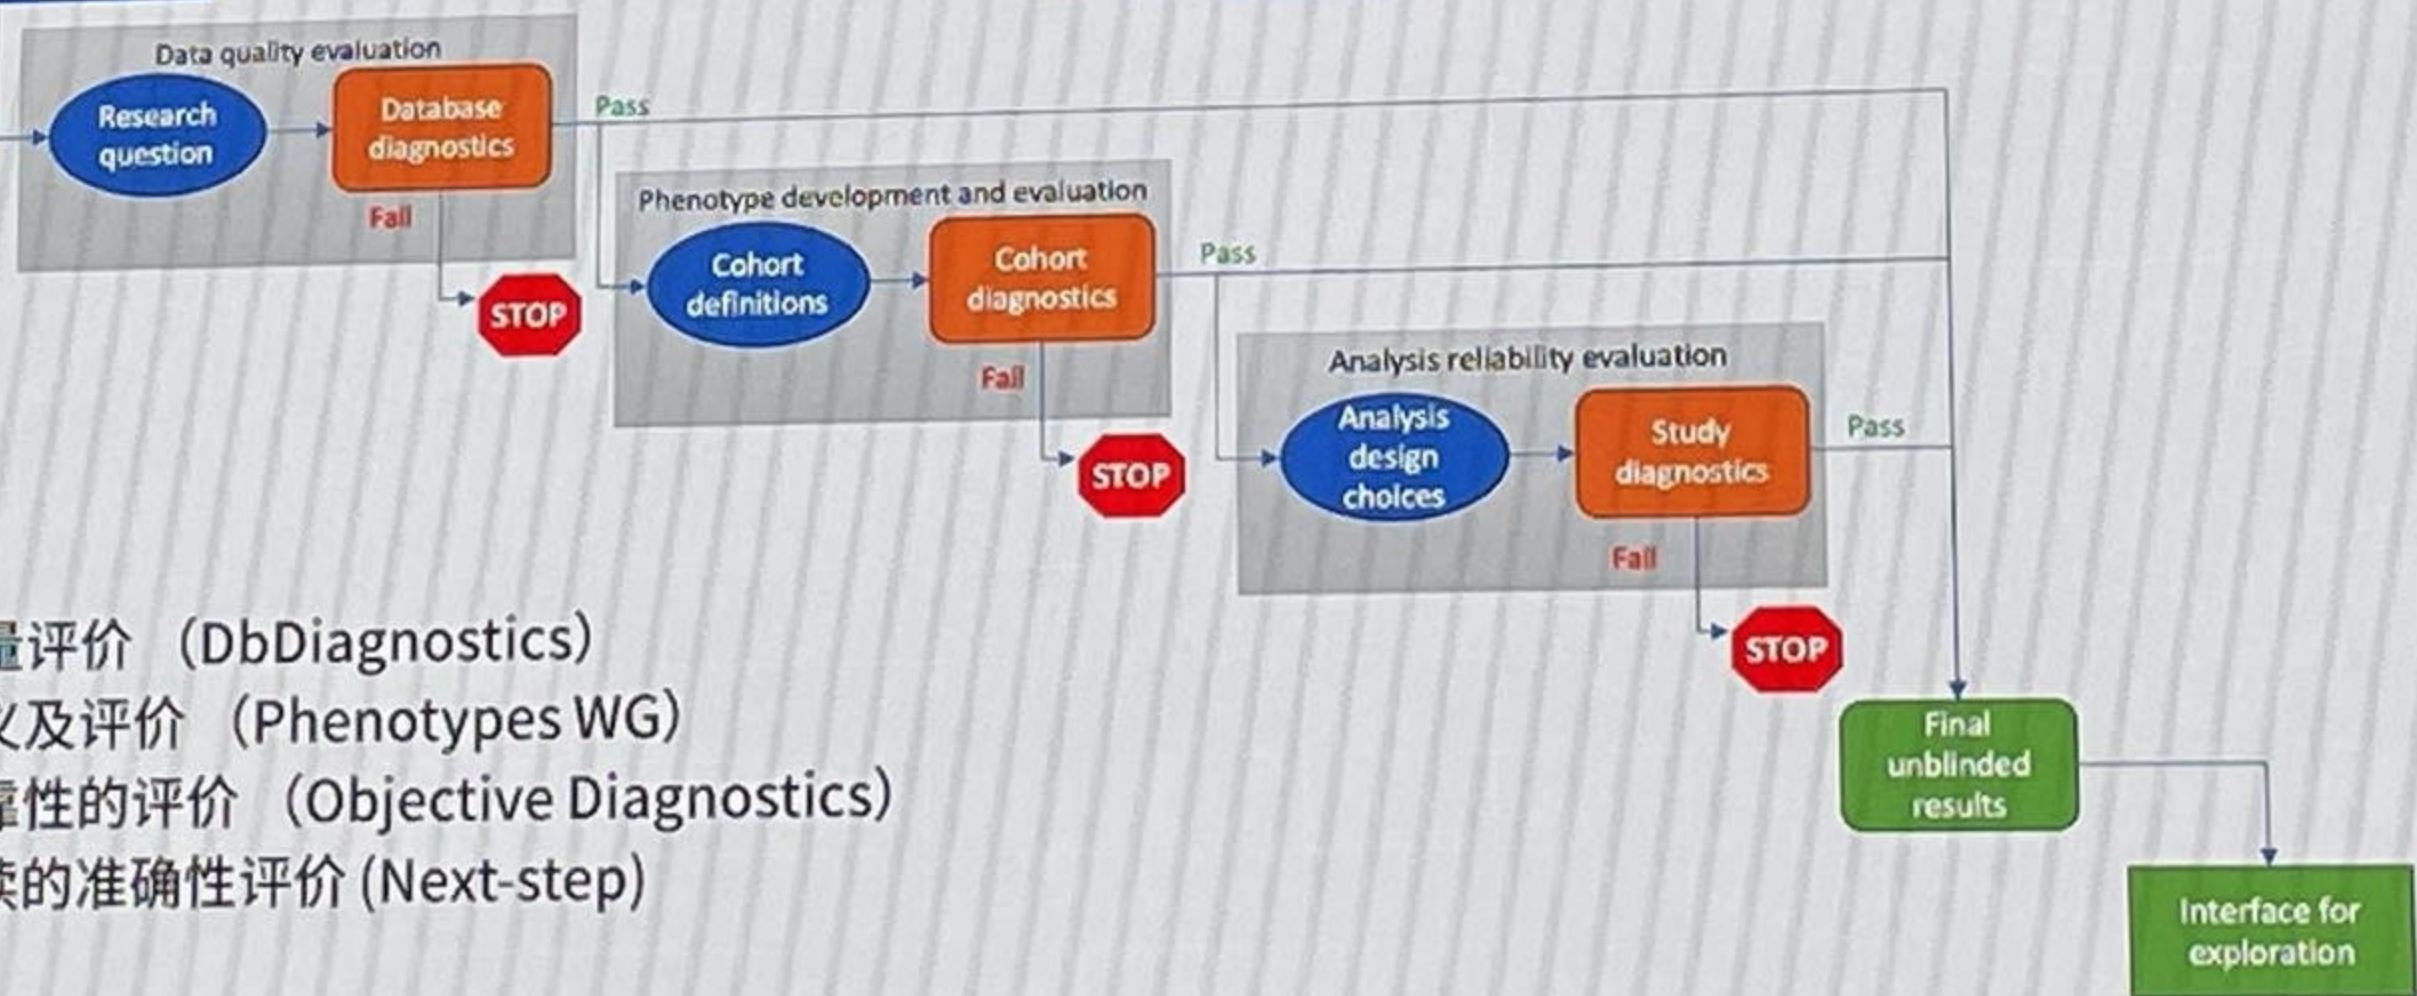 Data quality evaluation
Research
question
Database
diagnostics
Pass
Fail
STOP
Phenotype development and evaluation
Cohort
definitions
Cohort
diagnostics
Pass
Fail
STOP
Analysis reliability evaluation
Analysis
design
choices
Study
diagnostics
Pass
Fail
STOP
Final
unblinded
results
Interface for
exploration
量评价 （DbDiagnostics）
义及评价 （Phenotypes WG）
靠性的评价 （Objective Diagnostics）
的准确性评价 (Next-step)